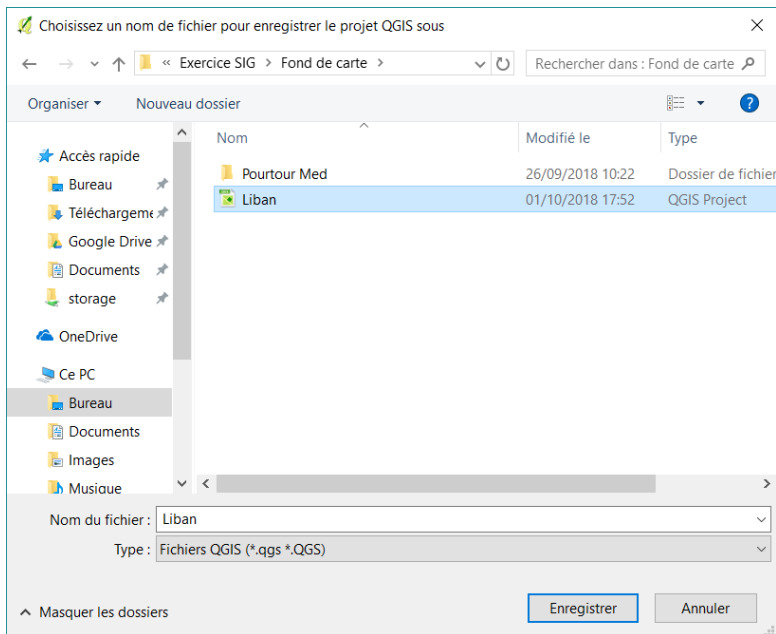 Choisissez un nom de fichier pour enregistrer le projet QGIS sous
« Exercice SIG > Fond de carte >
Rechercher dans : Fond de carte
Organiser
Nouveau dossier
Nom
Modifié le
Type
Accès rapide
Bureau
Téléchargeme
Google Drive
Documents
storage
OneDrive
Ce PC
Bureau
Documents
Images
Musique
Pourtour Med
26/09/2018 10:22
Dossier de fichier
Liban
01/10/2018 17:52
QGIS Project
Nom du fichier : Liban
Type : Fichiers QGIS (*.qgs *.QGS)
Masquer les dossiers
Enregistrer
Annuler